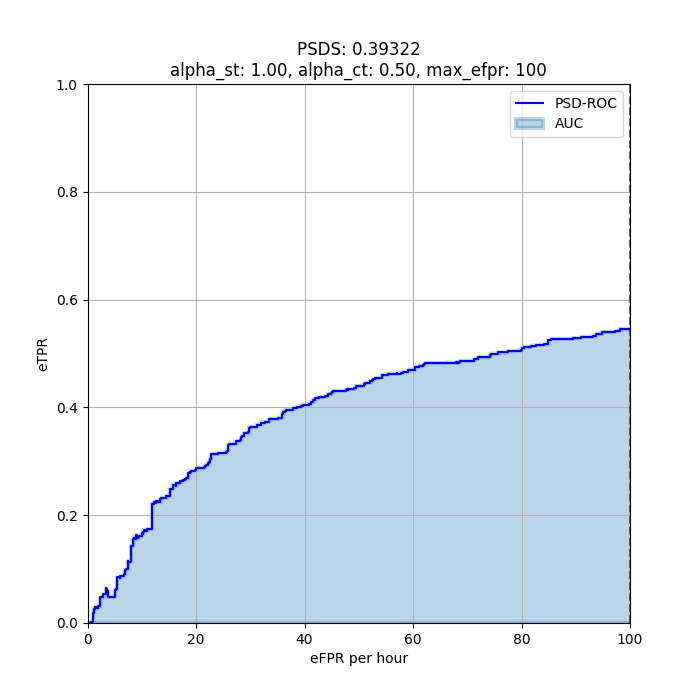 PSDS: 0.39322
alpha_st: 1.00, alpha_ct: 0.50, max_efpr: 100
PSD-ROC
AUC
1.0
0.8
0.6
0.4
0.2
0.0
eTPR
0 20 40 60 80 100
eFPR per hour